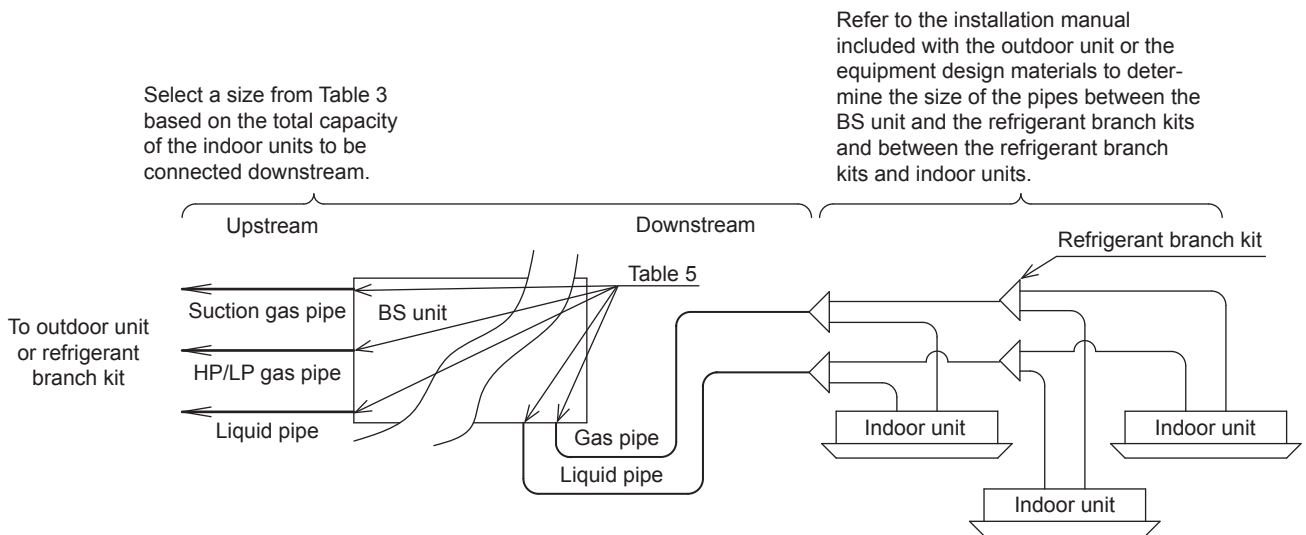 Refer to the installation manual
included with the outdoor unit or the
equipment design materials to deter-
mine the size of the pipes between the
BS unit and the refrigerant branch kits
and between the refrigerant branch
kits and indoor units.
Select a size from Table 3
based on the total capacity
of the indoor units to be
connected downstream.
Upstream
Downstream
Refrigerant branch kit
Table 5
Suction gas pipe
BS unit
To outdoor unit
or refrigerant
branch kit
HP/LP gas pipe
Liquid pipe
Gas pipe
Liquid pipe
Indoor unit
Indoor unit
Indoor unit